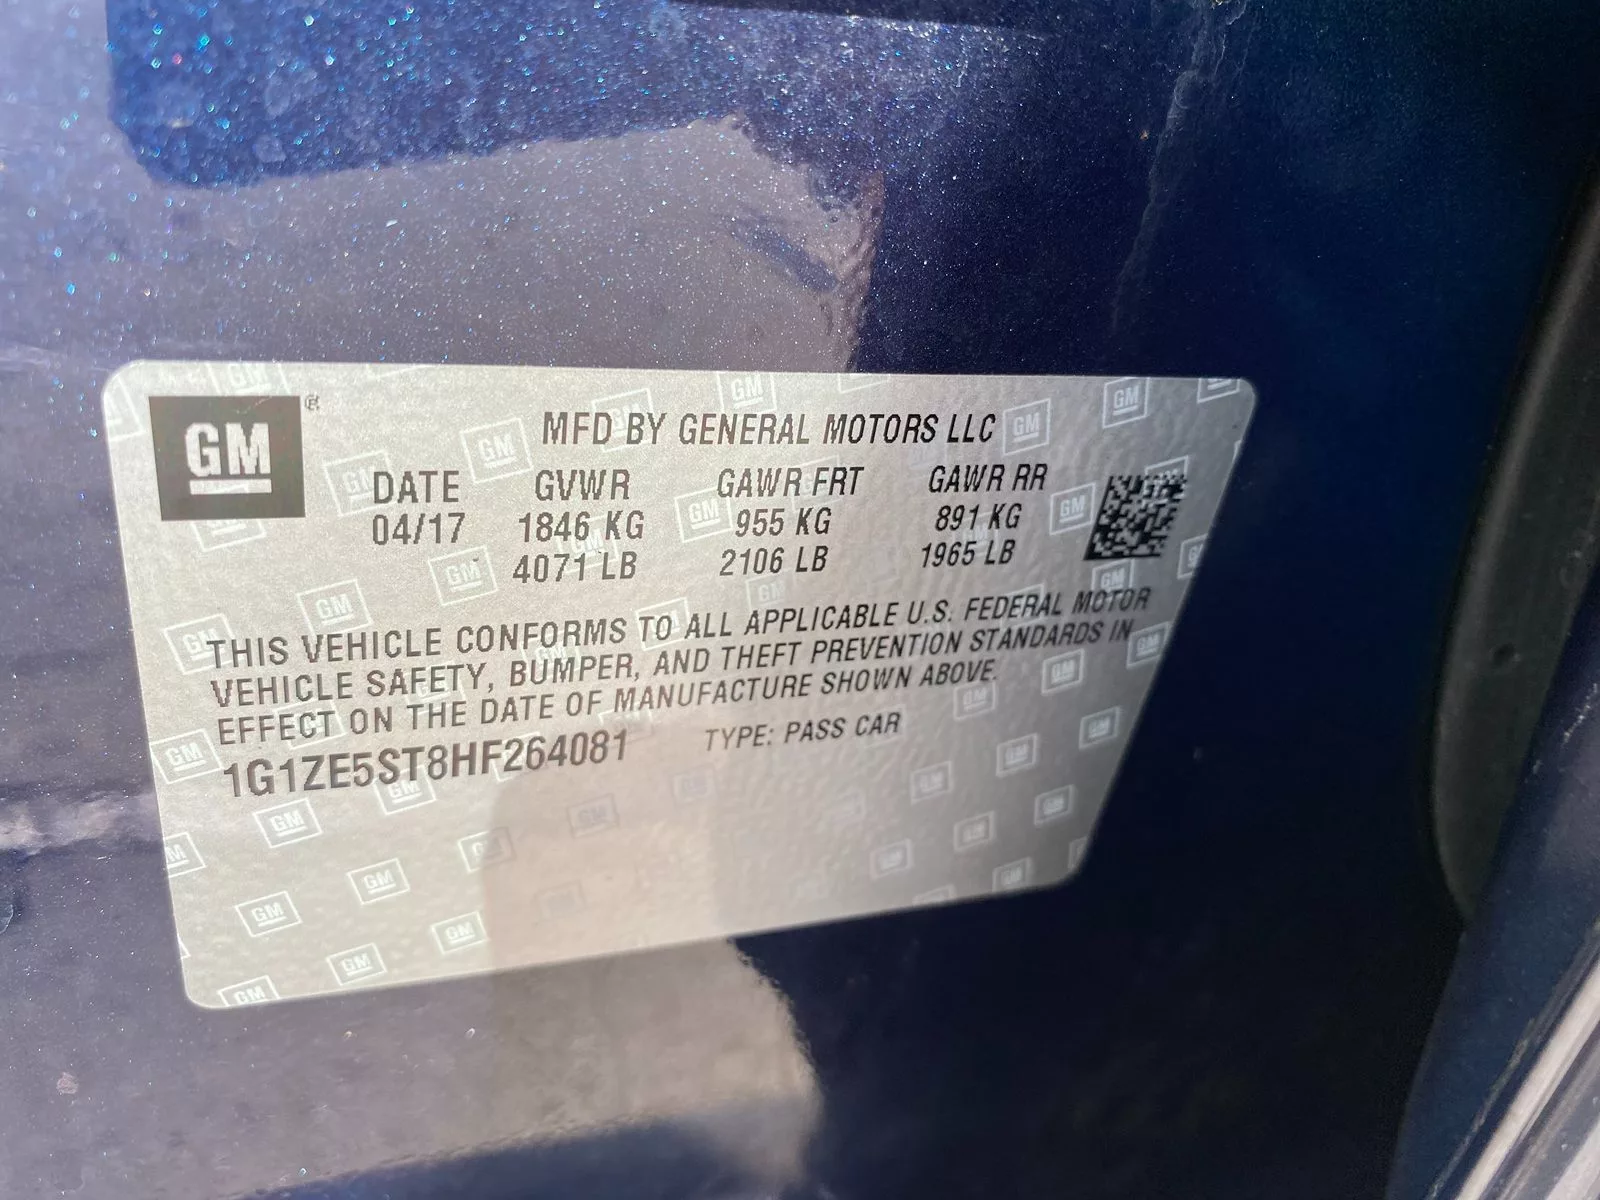 GM ®
MFD BY GENERAL MOTORS LLC
DATE GVWR GAWR FRT GAWR RR
04/17 1846 KG 955 KG 891 KG
4071 LB 2106 LB 1965 LB
THIS VEHICLE CONFORMS TO ALL APPLICABLE U.S. FEDERAL MOTOR
VEHICLE SAFETY, BUMPER, AND THEFT PREVENTION STANDARDS IN
EFFECT ON THE DATE OF MANUFACTURE SHOWN ABOVE.
1G1ZE5ST8HF264081 TYPE: PASS CAR